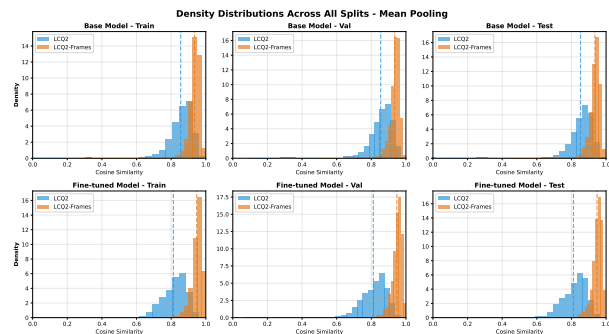 Density Distributions Across All Splits - Mean Pooling
Base Model - Train
Base Model - Val
Base Model - Test
LCQ2
LCQ2-Frames
LCQ2
LCQ2-Frames
LCQ2
LCQ2-Frames
Density
14
12
10
8
6
4
2
0
16
14
12
10
8
6
4
2
0
16
14
12
10
8
6
4
2
0
0.0 0.2 0.4 0.6 0.8 1.0
0.0 0.2 0.4 0.6 0.8 1.0
0.0 0.2 0.4 0.6 0.8 1.0
Cosine Similarity
Cosine Similarity
Cosine Similarity
Fine-tuned Model - Train
Fine-tuned Model - Val
Fine-tuned Model - Test
LCQ2
LCQ2-Frames
LCQ2
LCQ2-Frames
LCQ2
LCQ2-Frames
Density
16
14
12
10
8
6
4
2
0
17.5
15.0
12.5
10.0
7.5
5.0
2.5
0.0
16
14
12
10
8
6
4
2
0
0.0 0.2 0.4 0.6 0.8 1.0
0.0 0.2 0.4 0.6 0.8 1.0
0.0 0.2 0.4 0.6 0.8 1.0
Cosine Similarity
Cosine Similarity
Cosine Similarity